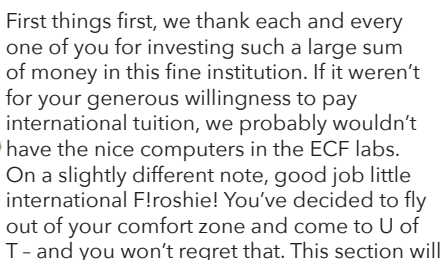 First things first, we thank each and every
one of you for investing such a large sum
of money in this fine institution. If it weren’t
for your generous willingness to pay
international tuition, we probably wouldn’t
have the nice computers in the ECF labs.
On a slightly different note, good job little
international F!roshie! You’ve decided to fly
out of your comfort zone and come to U of
T – and you won’t regret that. This section will